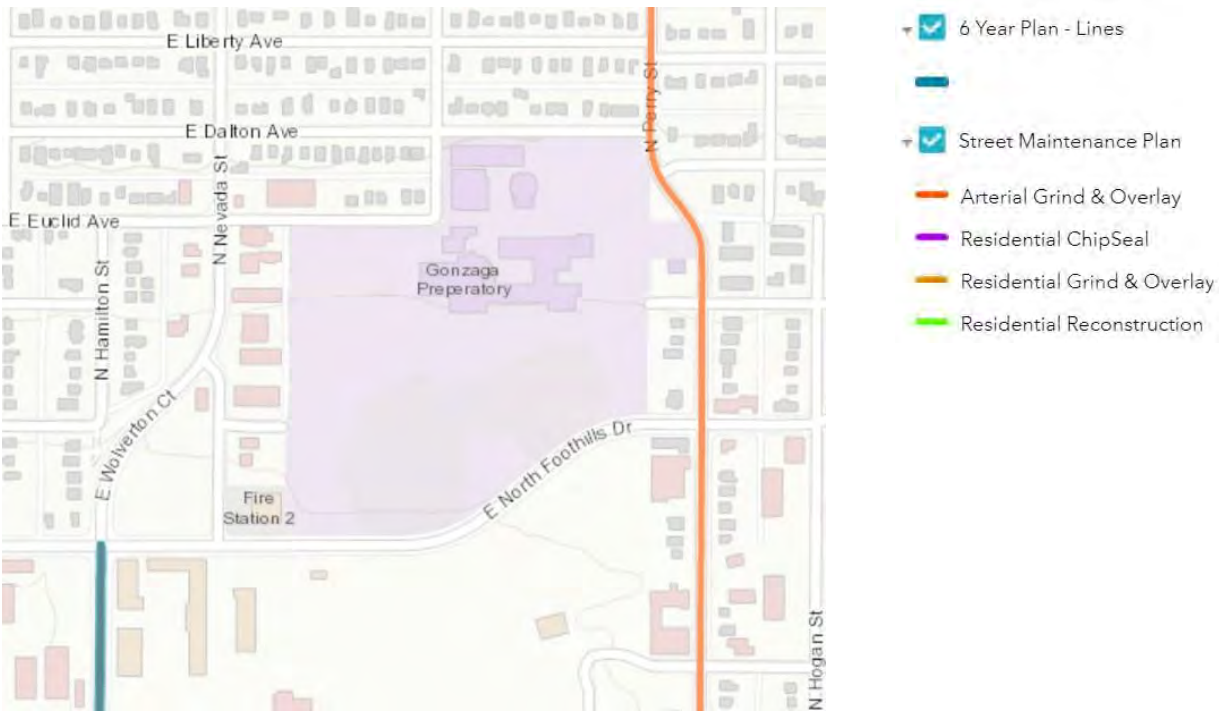 E Liberty Ave
N Perry St
E Dalton Ave
N Nevada St
E Euclid Ave
N Hamilton St
Gonzaga
Preperatory
E Wolverton Ct
E North Foothills Dr
Fire
Station 2
N Hogan St
6 Year Plan - Lines
Street Maintenance Plan
Arterial Grind & Overlay
Residential ChipSeal
Residential Grind & Overlay
Residential Reconstruction